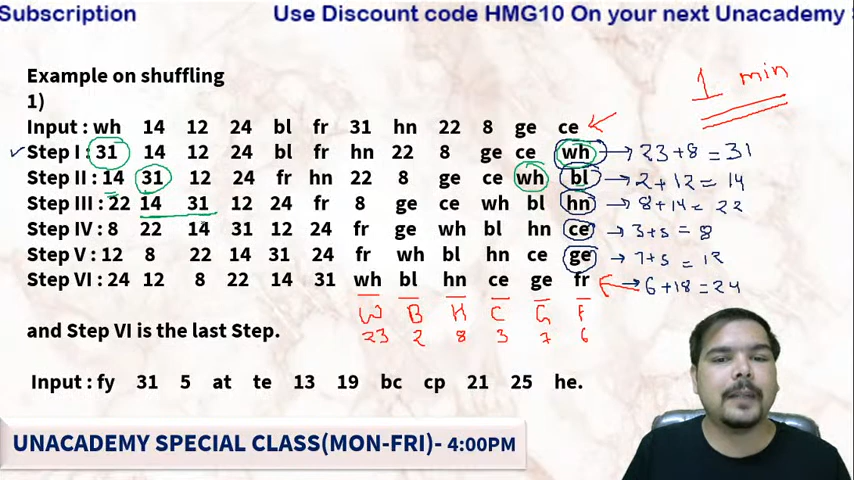 Subscription Use Discount code HMG10 On your next Unacademy
Example on shuffling
1 min
1)
Input : wh 14 12 24 bl fr 31 hn 22 8 ge ce
Step I : 31 14 12 24 bl fr hn 22 8 ge ce wh → 23+8 = 31
Step II : 14 31 12 24 fr hn 22 8 ge ce wh bl → 2+12 = 14
Step III : 22 14 31 12 24 fr 8 ge ce wh bl hn → 8+14 = 22
Step IV : 8 22 14 31 12 24 fr ge wh bl hn ce → 3+5 = 8
Step V : 12 8 22 14 31 24 fr wh bl hn ce ge → 7+5 = 12
Step VI : 24 12 8 22 14 31 wh bl hn ce ge fr → 6+18 = 24
W B H C G F
23 2 8 3 7 6
and Step VI is the last Step.
Input : fy 31 5 at te 13 19 bc cp 21 25 he.
UNACADEMY SPECIAL CLASS(MON-FRI)- 4:00PM